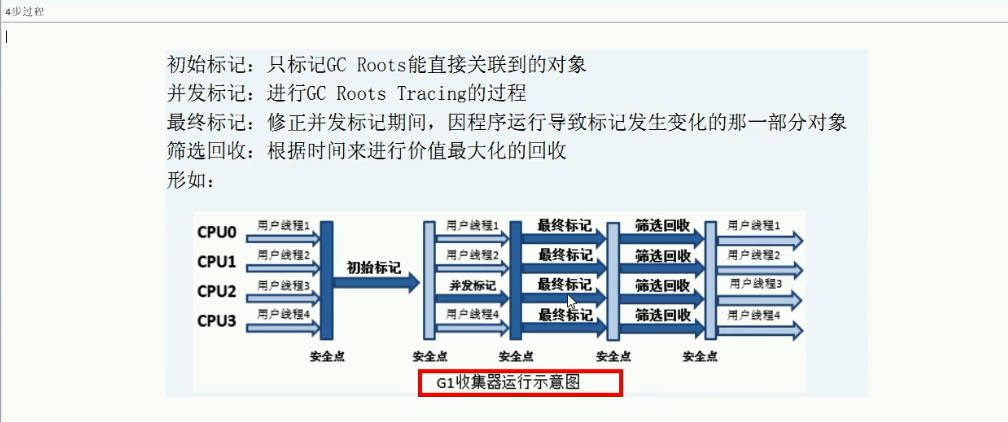 4步过程
初始标记：只标记GC Roots能直接关联到的对象
并发标记：进行GC Roots Tracing的过程
最终标记：修正并发标记期间，因程序运行导致标记发生变化的那一部分对象
筛选回收：根据时间来进行价值最大化的回收
形如：
CPU0 用户线程1 用户线程1 最终标记 筛选回收 用户线程1
CPU1 用户线程2 初始标记 用户线程2 最终标记 筛选回收 用户线程2
CPU2 用户线程3 并发标记 最终标记 筛选回收 用户线程3
CPU3 用户线程4 用户线程4 最终标记 筛选回收 用户线程4
安全点 安全点 安全点 安全点 安全点
G1收集器运行示意图